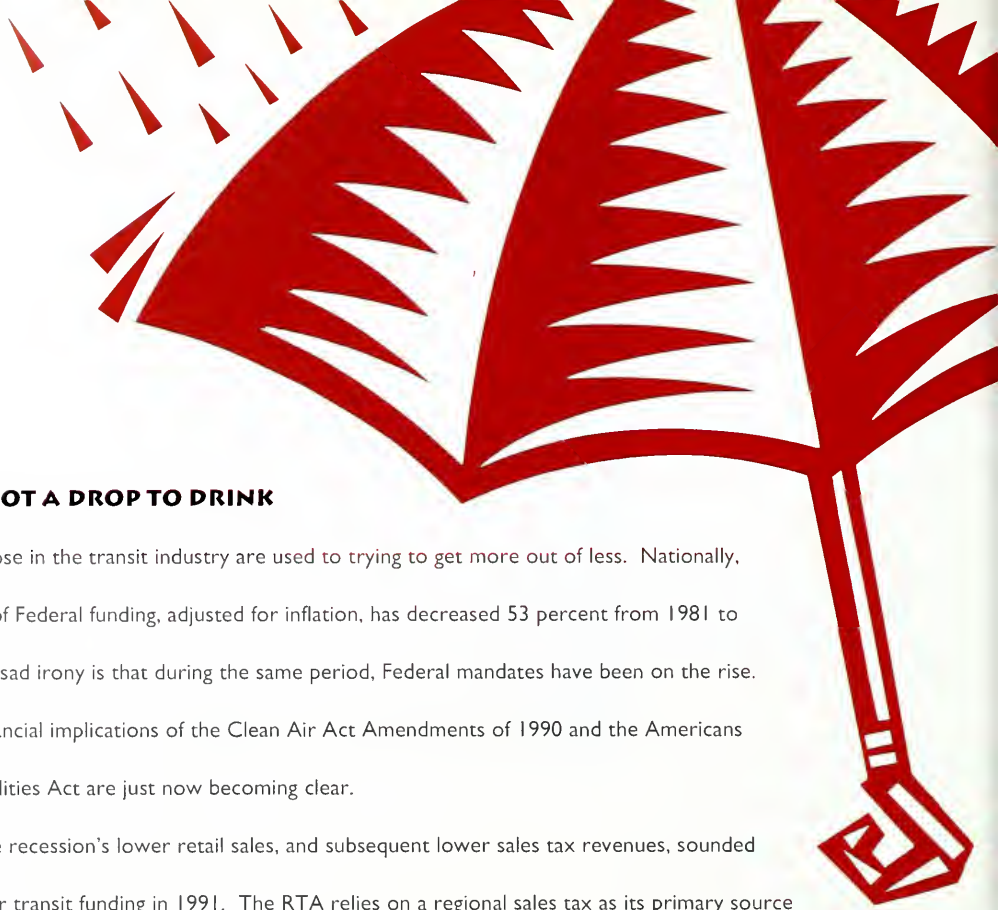 OT A DROP TO DRINK
ose in the transit industry are used to trying to get more out of less. Nationally,
of Federal funding, adjusted for inflation, has decreased 53 percent from 1981 to
sad irony is that during the same period, Federal mandates have been on the rise.
ancial implications of the Clean Air Act Amendments of 1990 and the Americans
lities Act are just now becoming clear.
e recession's lower retail sales, and subsequent lower sales tax revenues, sounded
r transit funding in 1991. The RTA relies on a regional sales tax as its primary source